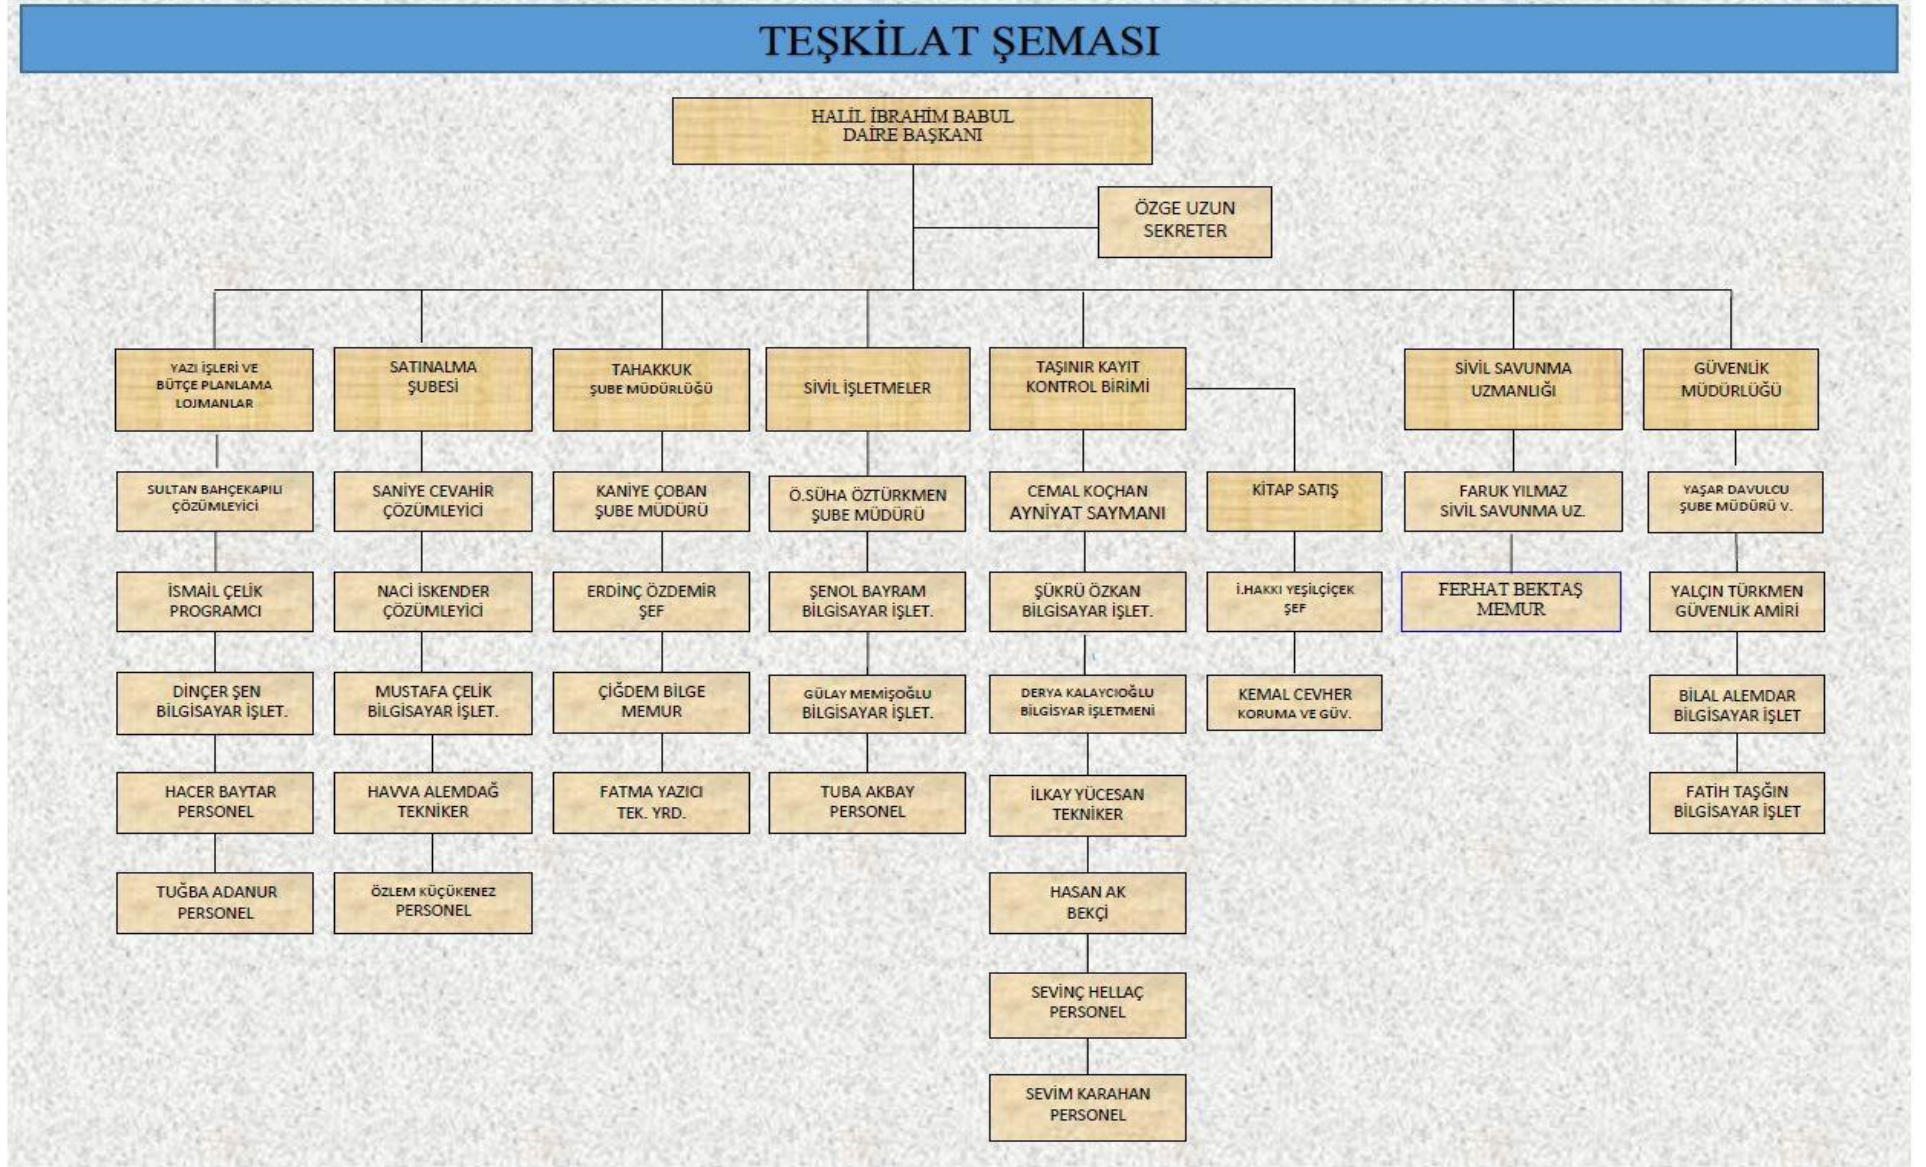 TEŞKİLAT ŞEMASI
HALİL İBRAHİM BABUL
DAİRE BAŞKANI
ÖZGE UZUN
SEKRETER
YAZI İŞLERİ VE
BÜTÇE PLANLAMA
LOJMANLAR
SATINALMA
ŞUBESİ
TAHAKKUK
ŞUBE MÜDÜRLÜĞÜ
SİVİL İŞLETMELER
TAŞINIR KAYIT
KONTROL BİRİMİ
SİVİL SAVUNMA
UZMANLIĞI
GÜVENLİK
MÜDÜRLÜĞÜ
SULTAN BAHÇEKAPILI
ÇÖZÜMLEYİCİ
SANİYE CEVAHİR
ÇÖZÜMLEYİCİ
KANİYE ÇOBAN
ŞUBE MÜDÜRÜ
Ö.SÜHA ÖZTÜRKMEN
ŞUBE MÜDÜRÜ
CEMAL KOÇHAN
AYNİYAT SAYMANI
KİTAP SATIŞ
FARUK YILMAZ
SİVİL SAVUNMA UZ.
YAŞAR DAVULCU
ŞUBE MÜDÜRÜ V.
İSMAİL ÇELİK
PROGRAMCI
NACİ İSKENDER
ÇÖZÜMLEYİCİ
ERDİNÇ ÖZDEMİR
ŞEF
ŞENOL BAYRAM
BİLGİSAYAR İŞLET.
ŞÜKRÜ ÖZKAN
BİLGİSAYAR İŞLET.
İ.HAKKI YEŞİLÇİÇEK
ŞEF
FERHAT BEKTAŞ
MEMUR
YALÇIN TÜRKMEN
GÜVENLİK AMİRİ
DİNÇER ŞEN
BİLGİSAYAR İŞLET.
MUSTAFA ÇELİK
BİLGİSAYAR İŞLET.
ÇİĞDEM BİLGE
MEMUR
GÜLAY MEMİŞOĞLU
BİLGİSAYAR İŞLET.
DERYA KALAYCIOĞLU
BİLGİSYAR İŞLETMENİ
KEMAL CEVHER
KORUMA VE GÜV.
BİLAL ALEMDAR
BİLGİSAYAR İŞLET
HACER BAYTAR
PERSONEL
HAVVA ALEMDAĞ
TEKNİKER
FATMA YAZICI
TEK. YRD.
TUBA AKBAY
PERSONEL
İLKAY YÜCESAN
TEKNİKER
FATİH TAŞĞIN
BİLGİSAYAR İŞLET
TUĞBA ADANUR
PERSONEL
ÖZLEM KÜÇÜKENEZ
PERSONEL
HASAN AK
BEKÇİ
SEVİNÇ HELLAÇ
PERSONEL
SEVİM KARAHAN
PERSONEL